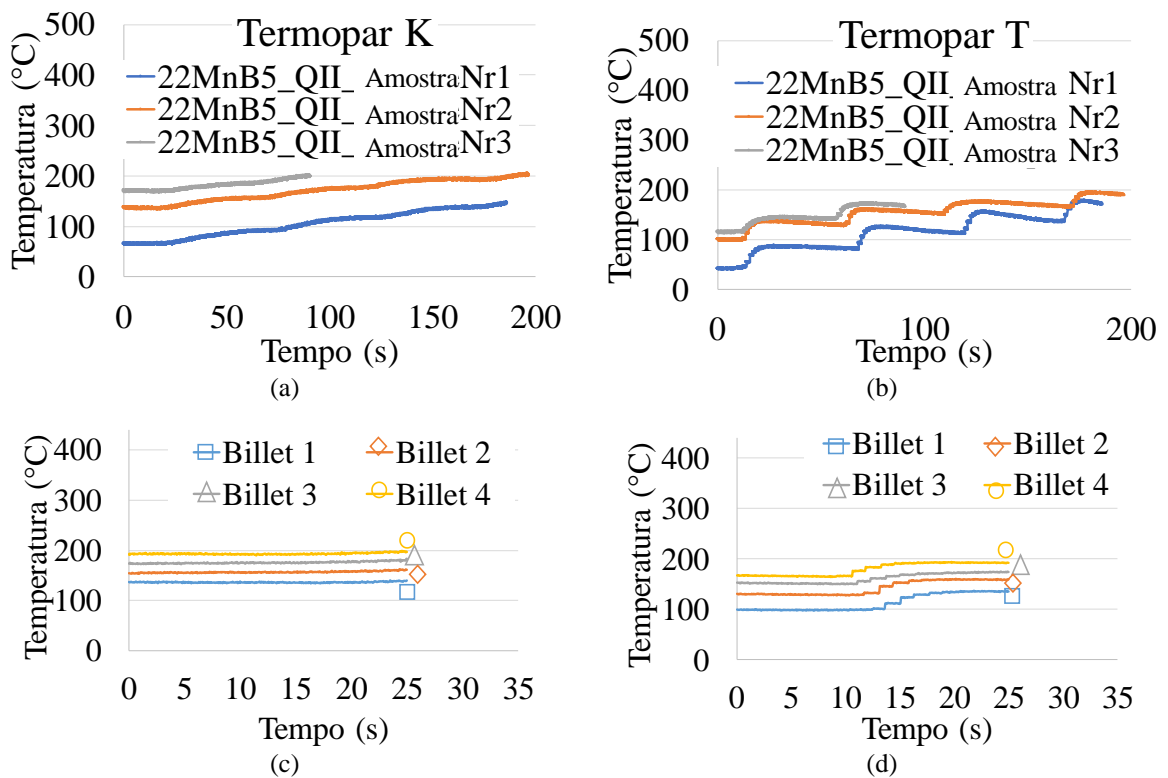 Termopar K
22MnB5_QII_ Amostra Nr1
22MnB5_QII_ Amostra Nr2
22MnB5_QII_ Amostra Nr3
Temperatura (°C)
500
400
300
200
100
0
0 50 100 150 200
Tempo (s)
(a)
Termopar T
22MnB5_QII_ Amostra Nr1
22MnB5_QII_ Amostra Nr2
22MnB5_QII_ Amostra Nr3
Temperatura (°C)
500
400
300
200
100
0
0 100 200
Tempo (s)
(b)
Billet 1 Billet 2
Billet 3 Billet 4
Temperatura (°C)
400
300
200
100
0
0 5 10 15 20 25 30 35
Tempo (s)
(c)
Billet 1 Billet 2
Billet 3 Billet 4
Temperatura (°C)
400
300
200
100
0
0 5 10 15 20 25 30 35
Tempo (s)
(d)